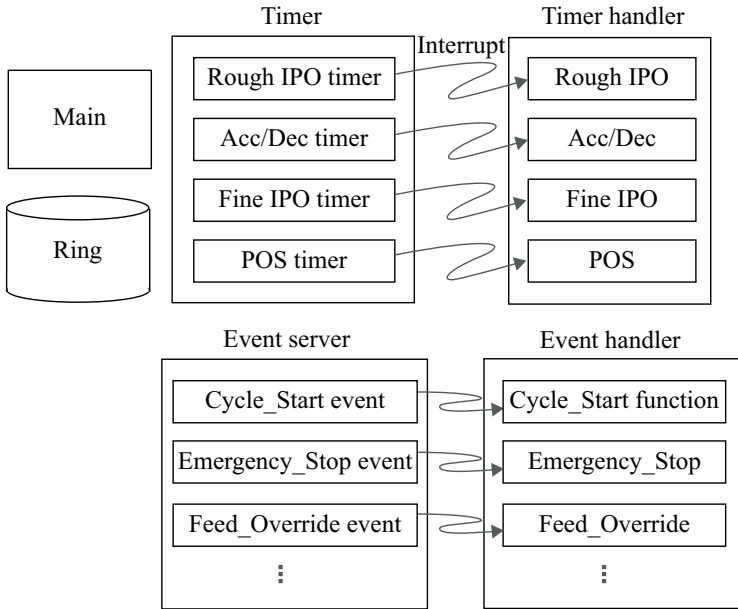 Timer
Timer handler
Interrupt
Main
Rough IPO timer
Rough IPO
Acc/Dec timer
Acc/Dec
Fine IPO timer
Fine IPO
Ring
POS timer
POS
Event server
Event handler
Cycle_Start event
Cycle_Start function
Emergency_Stop event
Emergency_Stop
Feed_Override event
Feed_Override